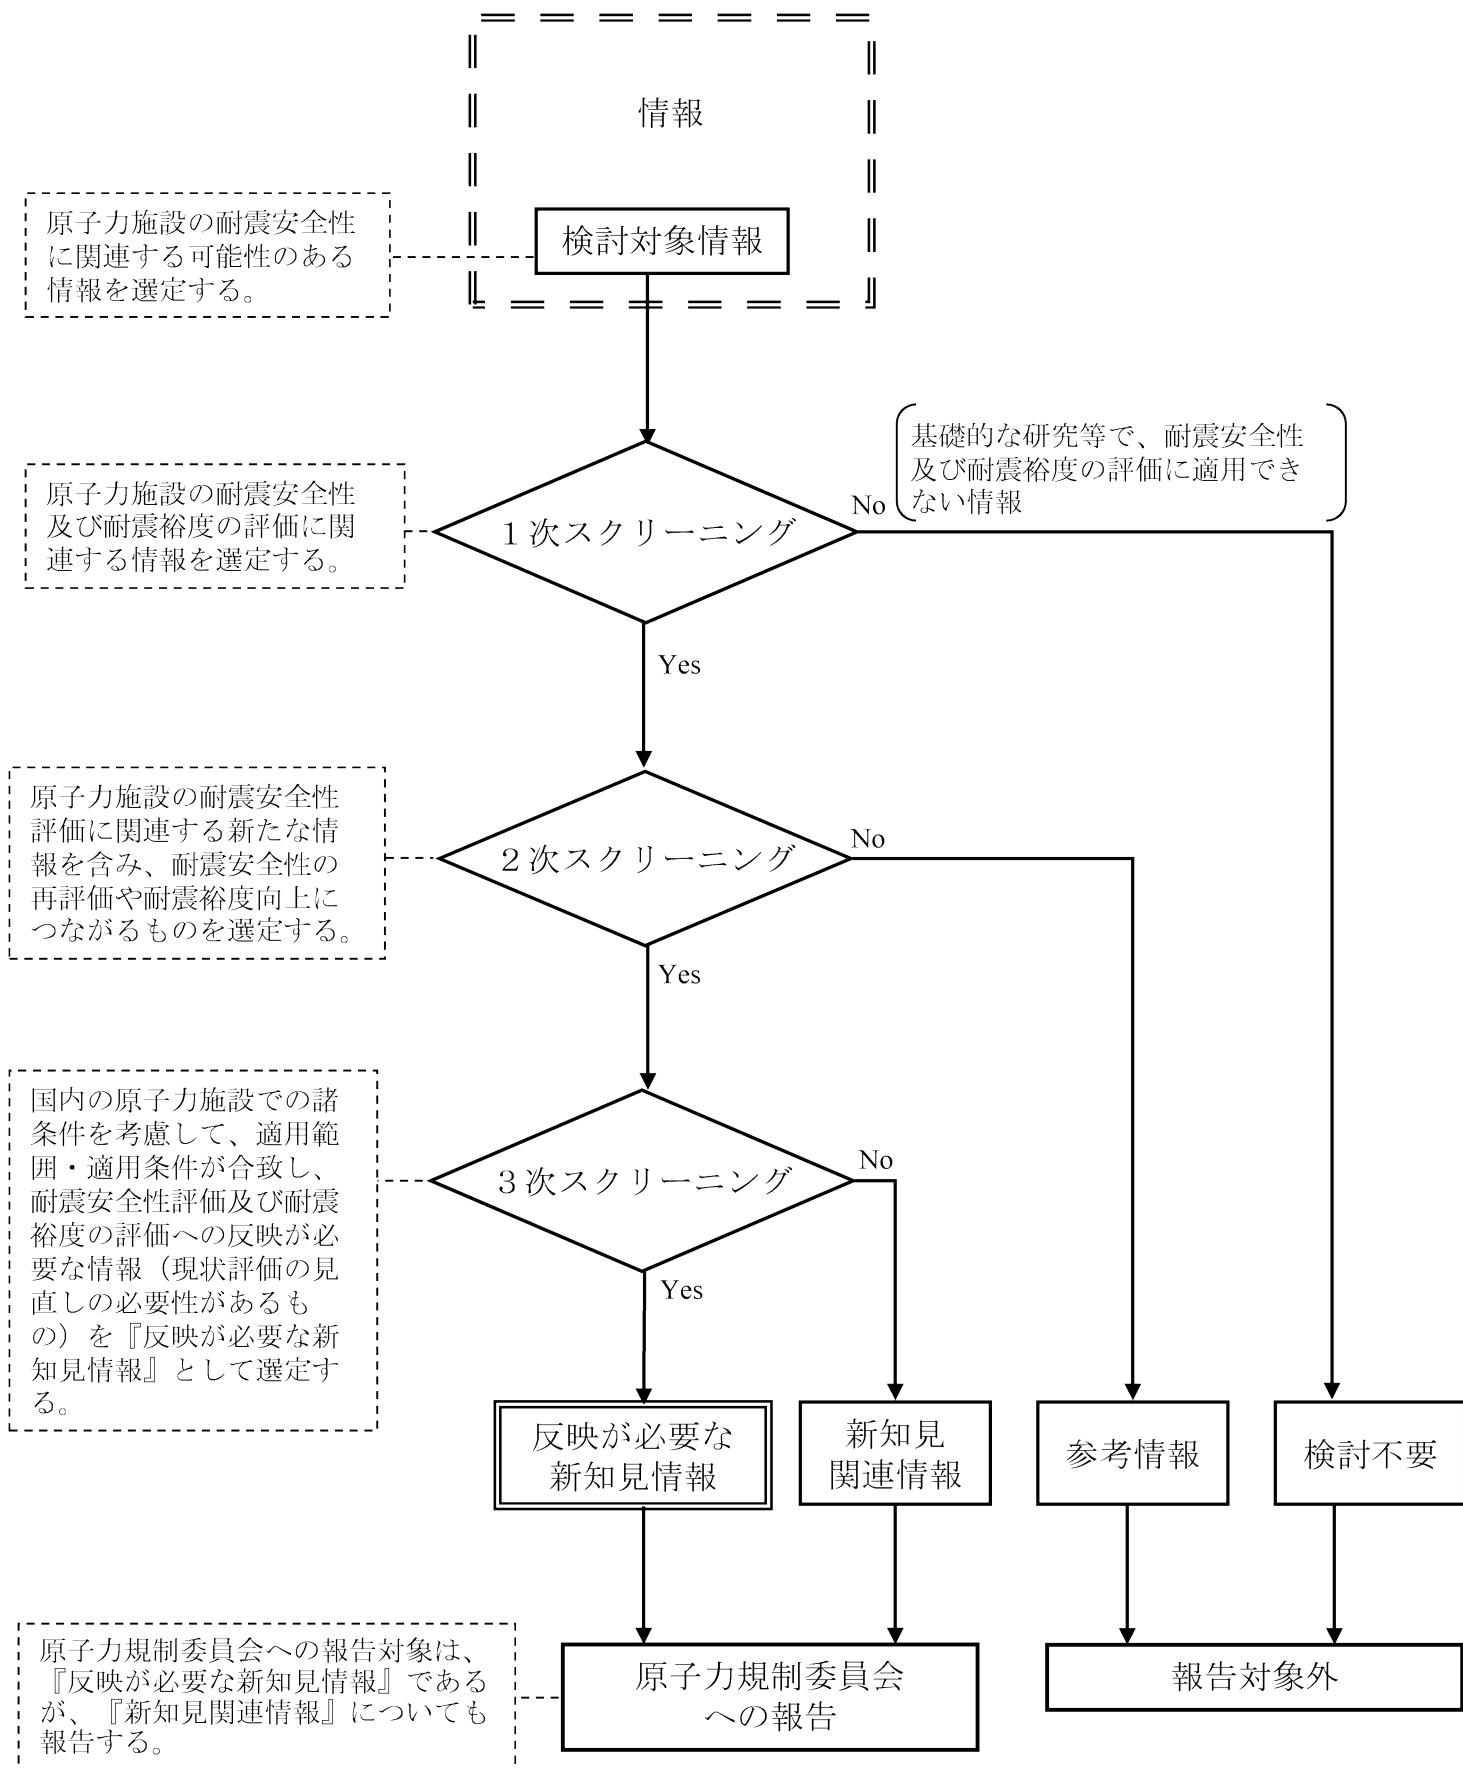 情報
検討対象情報
原子力施設の耐震安全性
に関連する可能性のある
情報を選定する。
基礎的な研究等で、耐震安全性
及び耐震裕度の評価に適用でき
ない情報
No
原子力施設の耐震安全性
及び耐震裕度の評価に関
連する情報を選定する。
1次スクリーニング
Yes
原子力施設の耐震安全性
評価に関連する新たな情
報を含み、耐震安全性の
再評価や耐震裕度向上に
つながるものを選定する。
2次スクリーニング
No
Yes
国内の原子力施設での諸
条件を考慮して、適用範
囲・適用条件が合致し、
耐震安全性評価及び耐震
裕度の評価への反映が必
要な情報（現状評価の見
直しの必要性があるも
の）を『反映が必要な新
知見情報』として選定す
る。
3次スクリーニング
No
Yes
反映が必要な
新知見情報
新知見
関連情報
参考情報
検討不要
原子力規制委員会への報告対象は、
『反映が必要な新知見情報』である
が、『新知見関連情報』についても
報告する。
原子力規制委員会
への報告
報告対象外